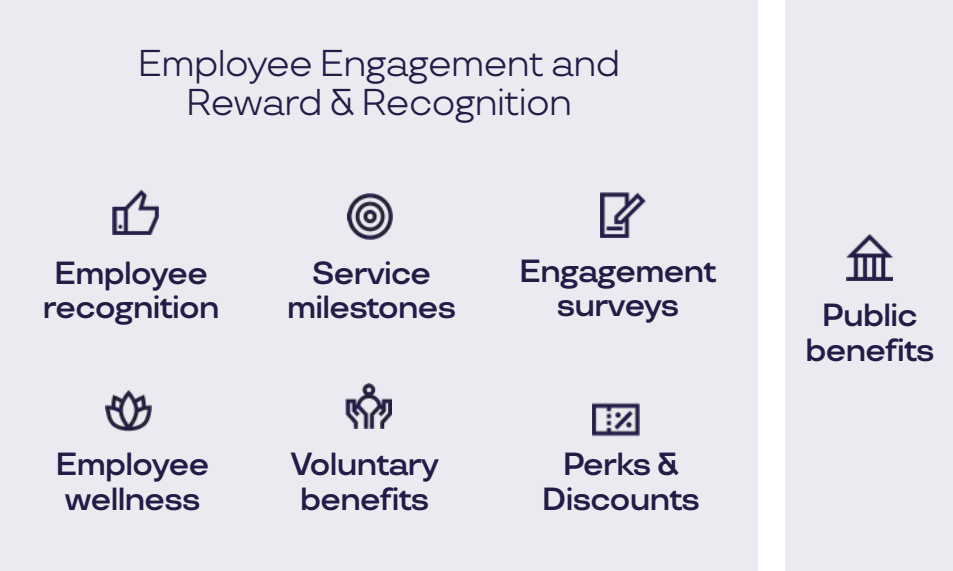 Employee Engagement and
Reward & Recognition
Employee
recognition
Service
milestones
Engagement
surveys
Employee
wellness
Voluntary
benefits
Perks &
Discounts
Public
benefits